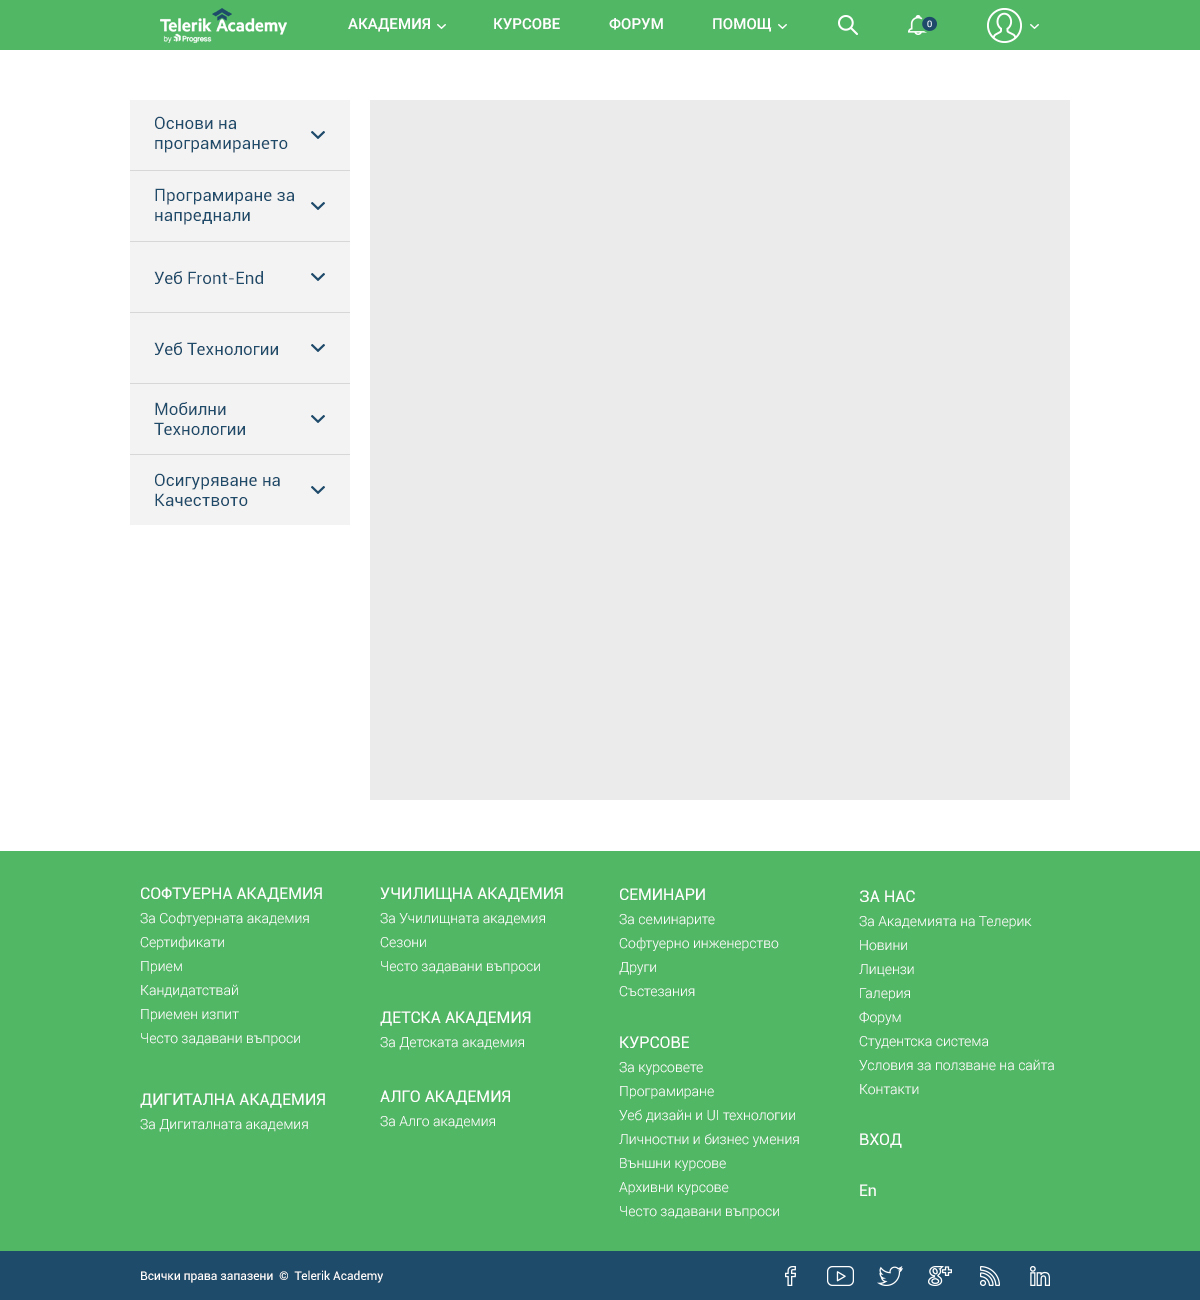 Telerik Academy
by Progress
АКАДЕМИЯ
КУРСОВЕ
ФОРУМ
ПОМОЩ
0
Основи на
програмирането
Програмиране за
напреднали
Уеб Front-End
Уеб Технологии
Мобилни
Технологии
Осигуряване на
Качеството
СОФТУЕРНА АКАДЕМИЯ
За Софтуерната академия
Сертификати
Прием
Кандидатствай
Приемен изпит
Често задавани въпроси
ДИГИТАЛНА АКАДЕМИЯ
За Дигиталната академия
УЧИЛИЩНА АКАДЕМИЯ
За Училищната академия
Сезони
Често задавани въпроси
ДЕТСКА АКАДЕМИЯ
За Детската академия
АЛГО АКАДЕМИЯ
За Алго академия
СЕМИНАРИ
За семинарите
Софтуерно инженерство
Други
Състезания
КУРСОВЕ
За курсовете
Програмиране
Уеб дизайн и UI технологии
Личностни и бизнес умения
Външни курсове
Архивни курсове
Често задавани въпроси
ЗА НАС
За Академията на Телерик
Новини
Лицензи
Галерия
Форум
Студентска система
Условия за ползване на сайта
Контакти
ВХОД
En
Всички права запазени © Telerik Academy